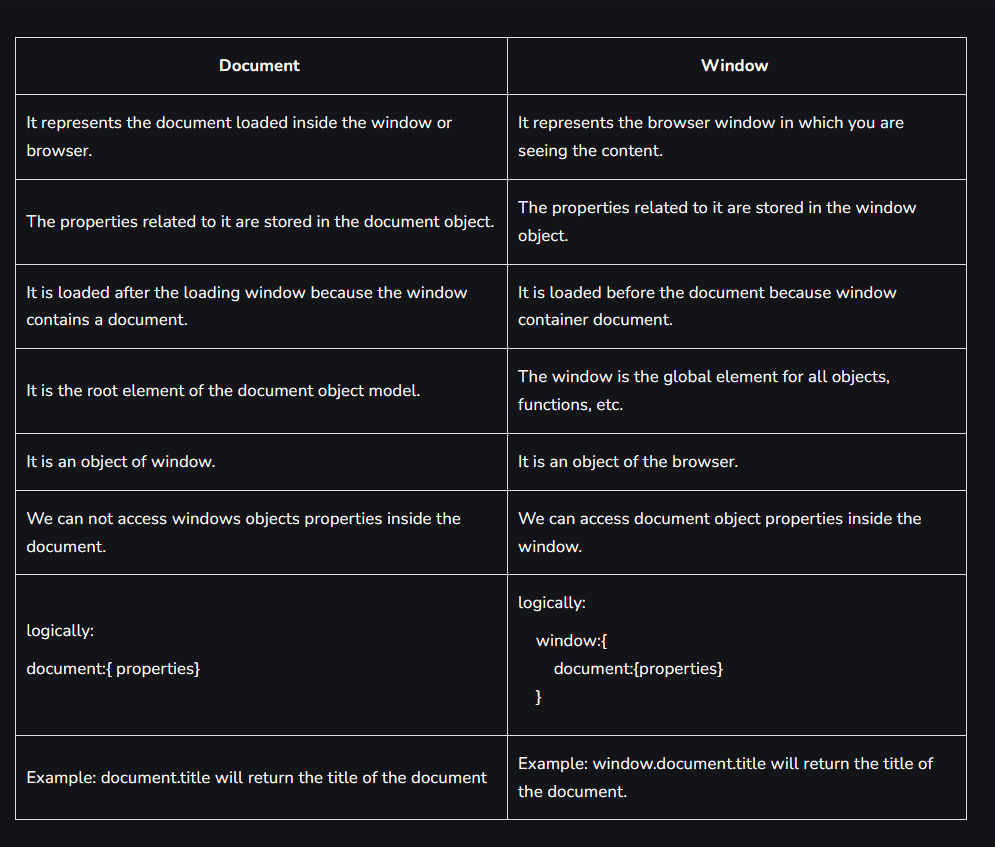 Document
Window
It represents the document loaded inside the window or
browser.
It represents the browser window in which you are
seeing the content.
The properties related to it are stored in the document object.
The properties related to it are stored in the window
object.
It is loaded after the loading window because the window
contains a document.
It is loaded before the document because window
container document.
It is the root element of the document object model.
The window is the global element for all objects,
functions, etc.
It is an object of window.
It is an object of the browser.
We can not access windows objects properties inside the
document.
We can access document object properties inside the
window.
logically:
document:{ properties}
logically:
window:{
document:{properties}
}
Example: document.title will return the title of the document
Example: window.document.title will return the title of
the document.